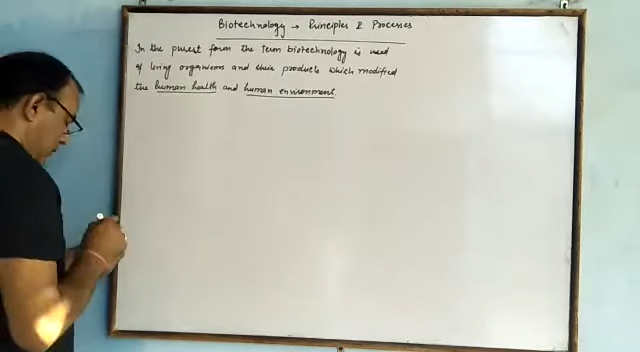 Biotechnology → Principles & Processes
In the purest form the term biotechnology is used
of living organism and their products which modified
the human health and human environment.